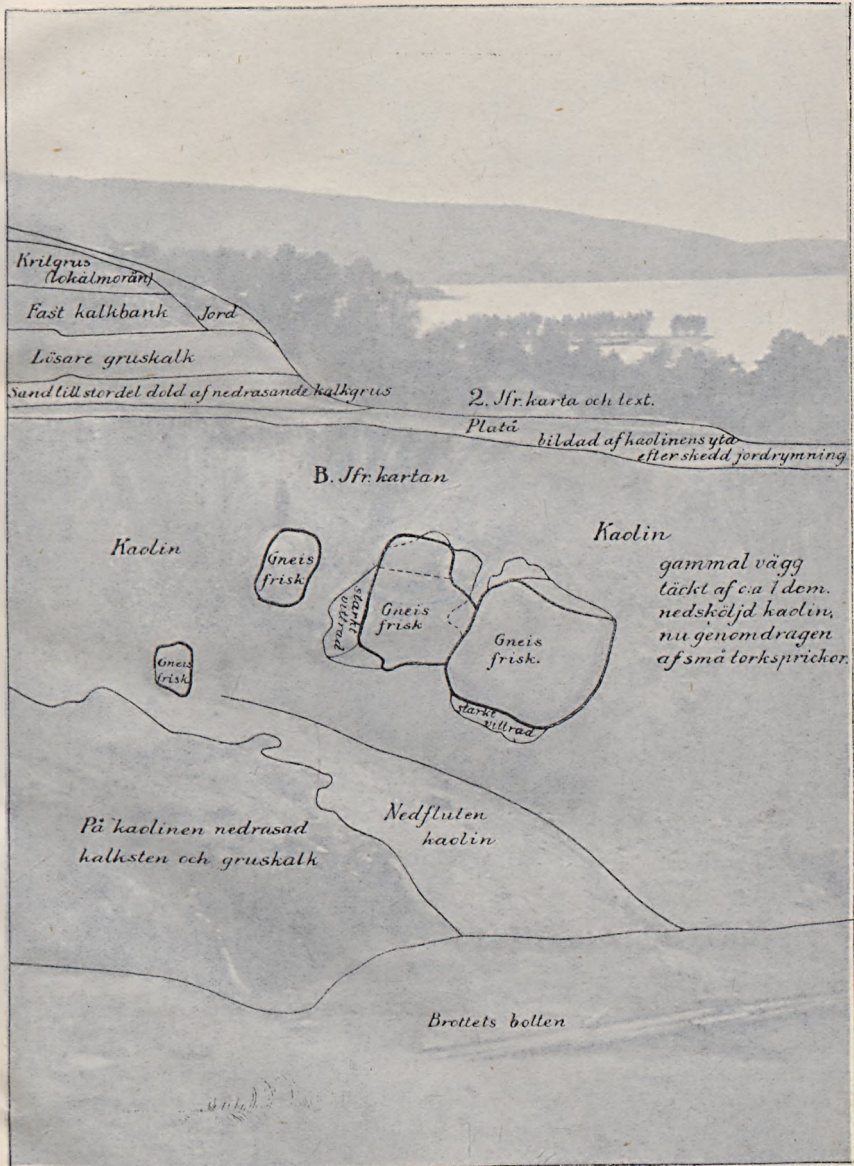 Kritgrus
(lokalmorän)
Fast kalkbank
Jord
Lösare gruskalk
Sand till stor del dold af nedrasande kalkgrus
2. Jfr. karta och text.
Platå
bildad af kaolinens yta
efter skedd jordrymning
B. Jfr. kartan
Kaolin
Gneis
frisk
starkt
vittrad
Gneis
frisk
Gneis
frisk.
starkt
vittrad
Gneis
frisk
Kaolin
gammal vägg
täckt af c:a 1 dcm.
nedsköljd kaolin,
nu genomdragen
af små torksprickor.
Nedfluten
kaolin
På kaolinen nedrasad
kalksten och gruskalk
Brottets botten